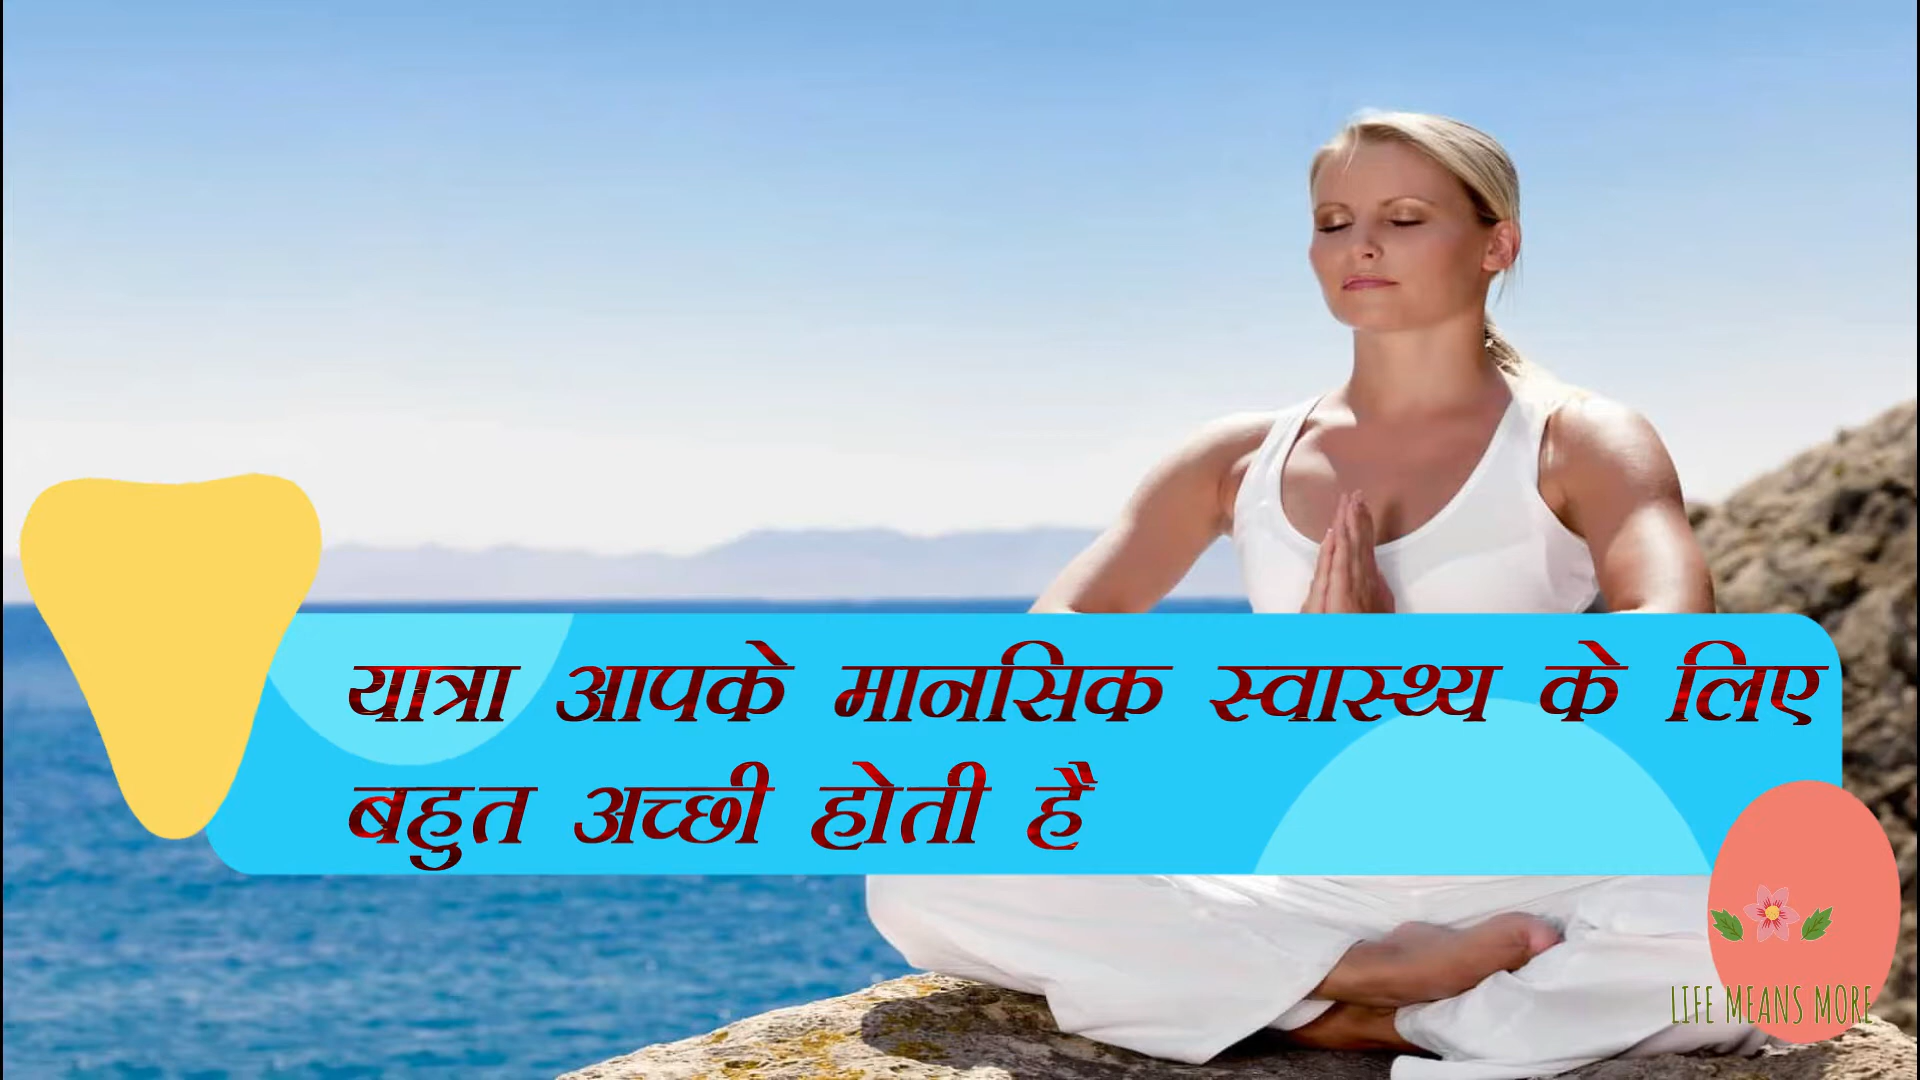 यात्रा आपके मानसिक स्वास्थ्य के लिए
बहुत अच्छी होती है
LIFE MEANS MORE